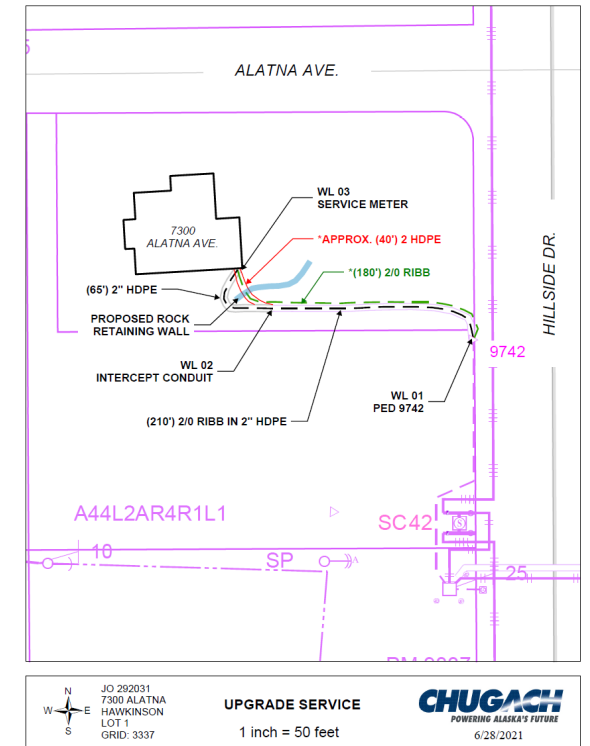 ALATNA AVE.
WL 03
SERVICE METER
7300
ALATNA AVE.
*APPROX. (40') 2 HDPE
*(180') 2/0 RIBB
(65') 2" HDPE
PROPOSED ROCK
RETAINING WALL
HILLSIDE DR.
9742
WL 02
INTERCEPT CONDUIT
WL 01
PED 9742
(210') 2/0 RIBB IN 2" HDPE
A44L2AR4R1L1
SC42
S
10
SP
A
25
JO 292031
7300 ALATNA
HAWKINSON
LOT 1
GRID: 3337
N
W
E
S
UPGRADE SERVICE
1 inch = 50 feet
CHUGACH
POWERING ALASKA'S FUTURE
6/28/2021